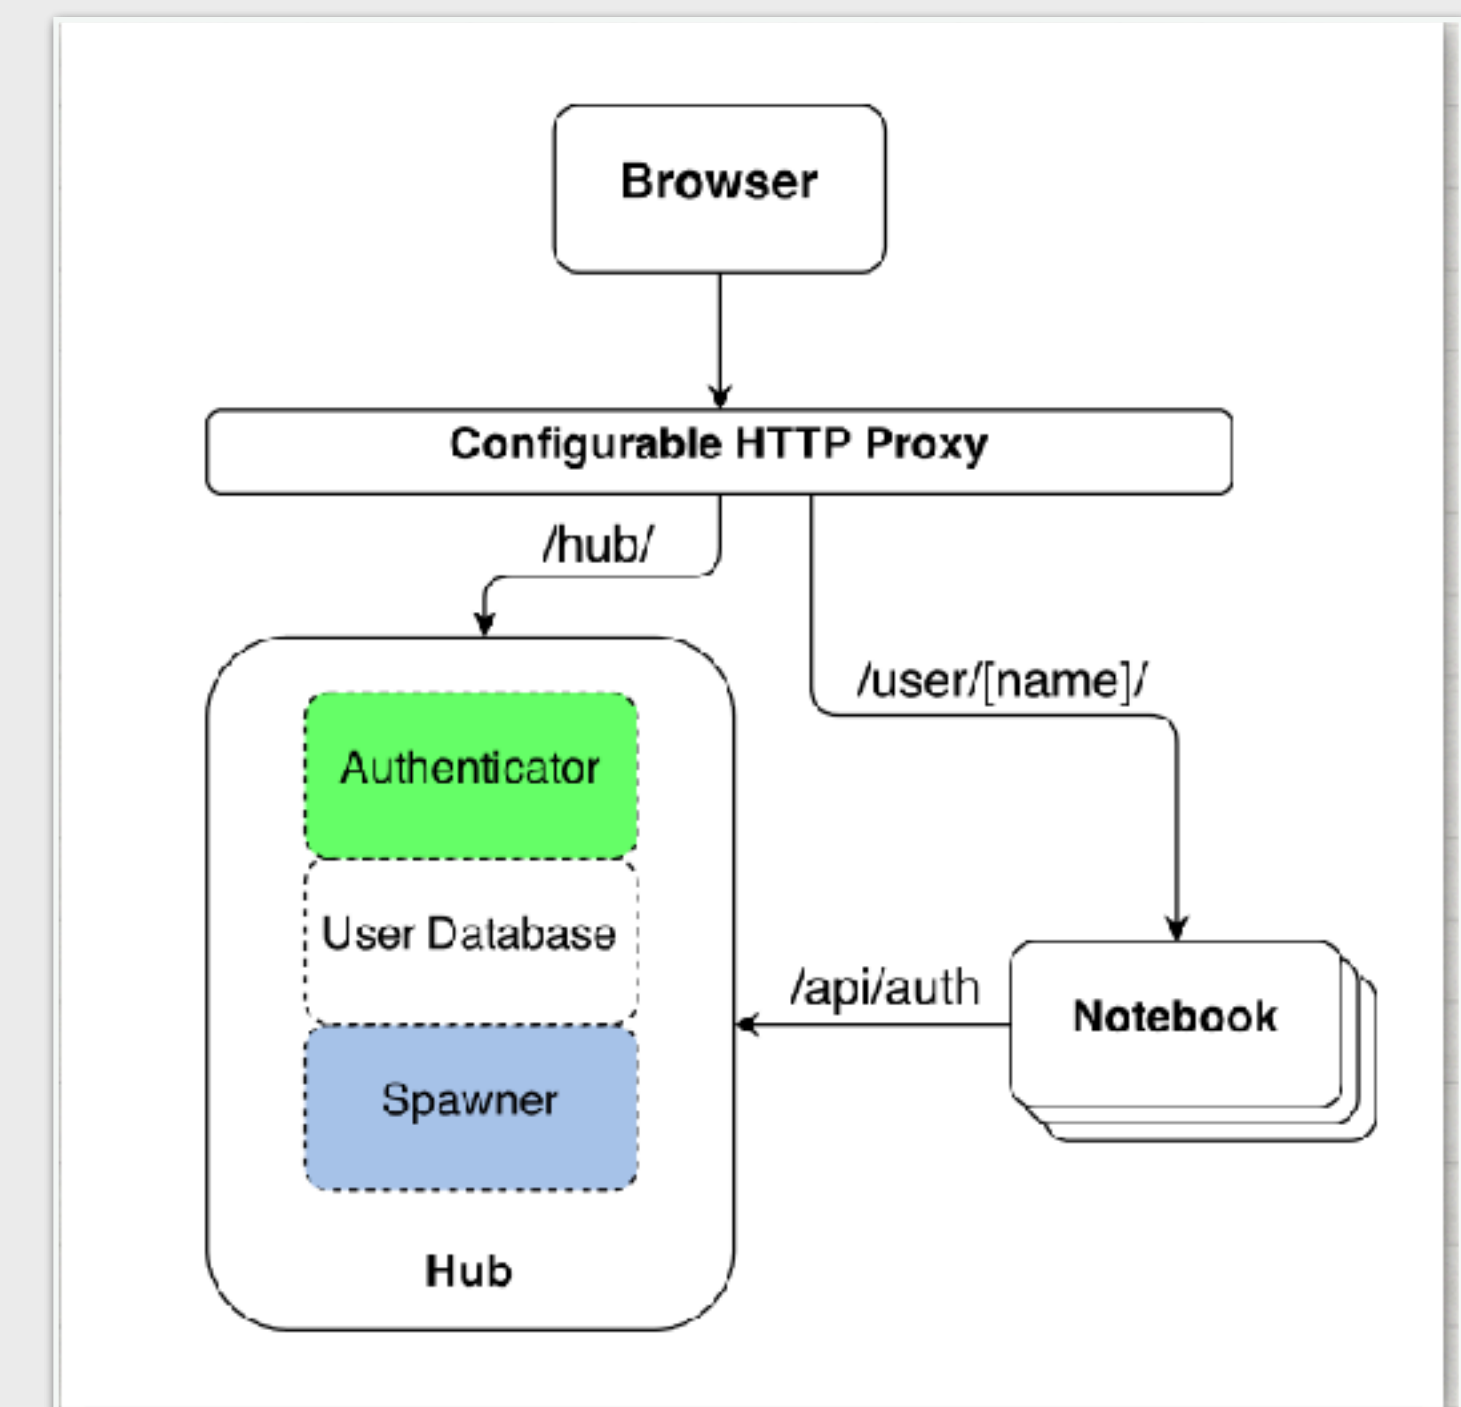 Browser
Configurable HTTP Proxy
/hub/
/user/[name]/
Authenticator
User Database
/api/auth
Notebook
Spawner
Hub